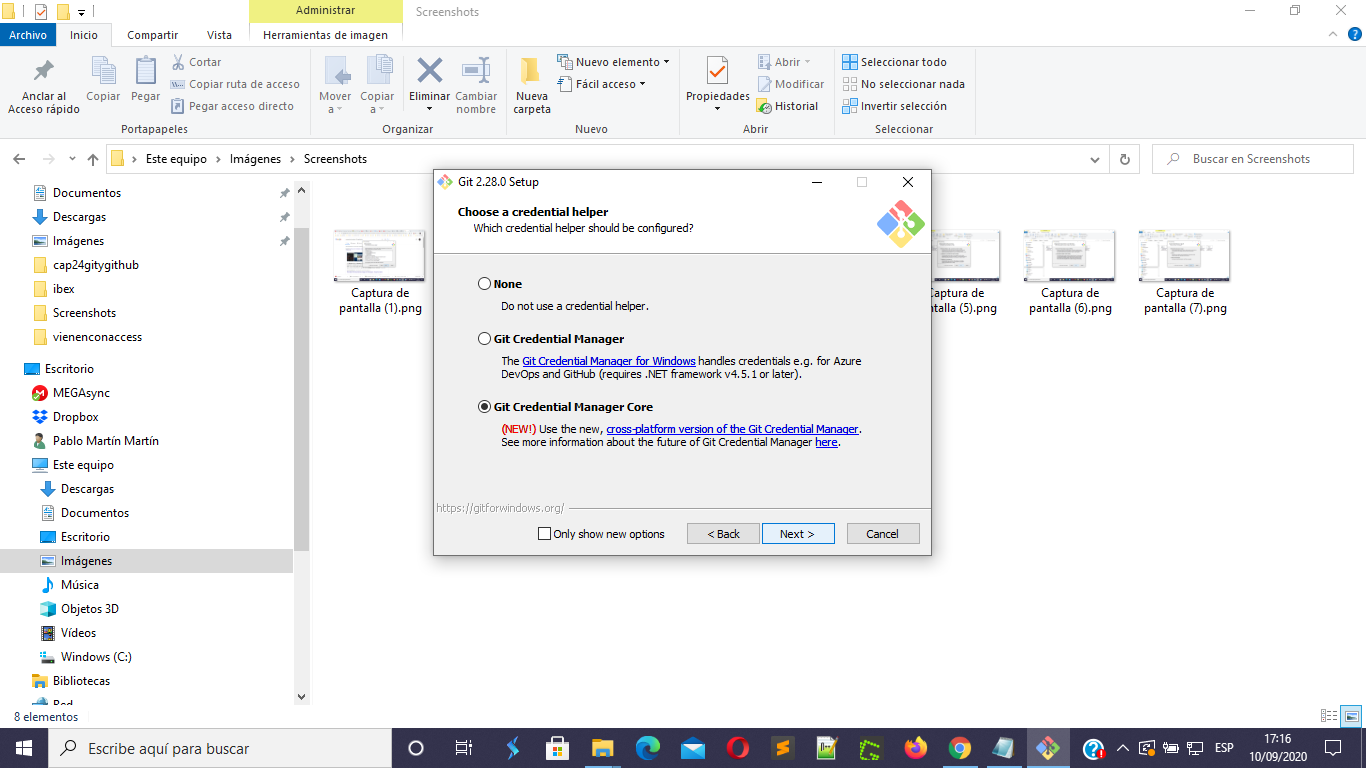 Administrar
Screenshots
Archivo
Inicio
Compartir
Vista
Herramientas de imagen
Anclar al
Acceso rápido
Copiar
Pegar
Cortar
Copiar ruta de acceso
Pegar acceso directo
Portapapeles
Mover
a
Copiar
a
Eliminar
Cambiar
nombre
Organizar
Nueva
carpeta
Nuevo elemento
Fácil acceso
Nuevo
Propiedades
Abrir
Modificar
Historial
Abrir
Seleccionar todo
No seleccionar nada
Invertir selección
Seleccionar
Este equipo > Imágenes > Screenshots
Buscar en Screenshots
Documentos
Descargas
Imágenes
cap24gitygithub
ibex
Screenshots
vienenconaccess
Escritorio
MEGAsync
Dropbox
Pablo Martín Martín
Este equipo
Descargas
Documentos
Escritorio
Imágenes
Música
Objetos 3D
Vídeos
Windows (C:)
Bibliotecas
Red
Captura de
pantalla (1).png
Captura de
ntalla (5).png
Captura de
pantalla (6).png
Captura de
pantalla (7).png
Git 2.28.0 Setup
Choose a credential helper
Which credential helper should be configured?
None
Do not use a credential helper.
Git Credential Manager
The Git Credential Manager for Windows handles credentials e.g. for Azure
DevOps and GitHub (requires .NET framework v4.5.1 or later).
Git Credential Manager Core
(NEW!) Use the new, cross-platform version of the Git Credential Manager.
See more information about the future of Git Credential Manager here.
https://gitforwindows.org/
Only show new options
< Back
Next >
Cancel
8 elementos
Escribe aquí para buscar
ESP
17:16
10/09/2020